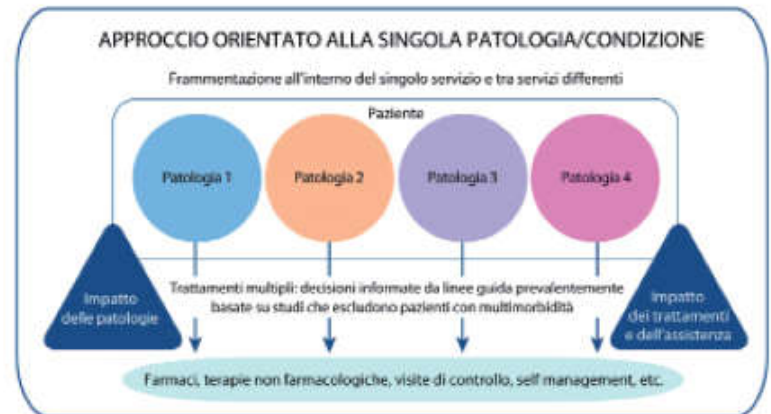 APPROCCIO ORIENTATO ALLA SINGOLA PATOLOGIA/CONDIZIONE
Frammentazione all'interno del singolo servizio e tra servizi differenti
Paziente
Patologia 1
Patologia 2
Patologia 3
Patologia 4
Impatto
delle patologie
Trattamenti multipli: decisioni informate da linee guida prevalentemente
basate su studi che escludono pazienti con multimorbidità
Impatto
dei trattamenti
e dell'assistenza
Farmaci, terapie non farmacologiche, visite di controllo, self management, etc.